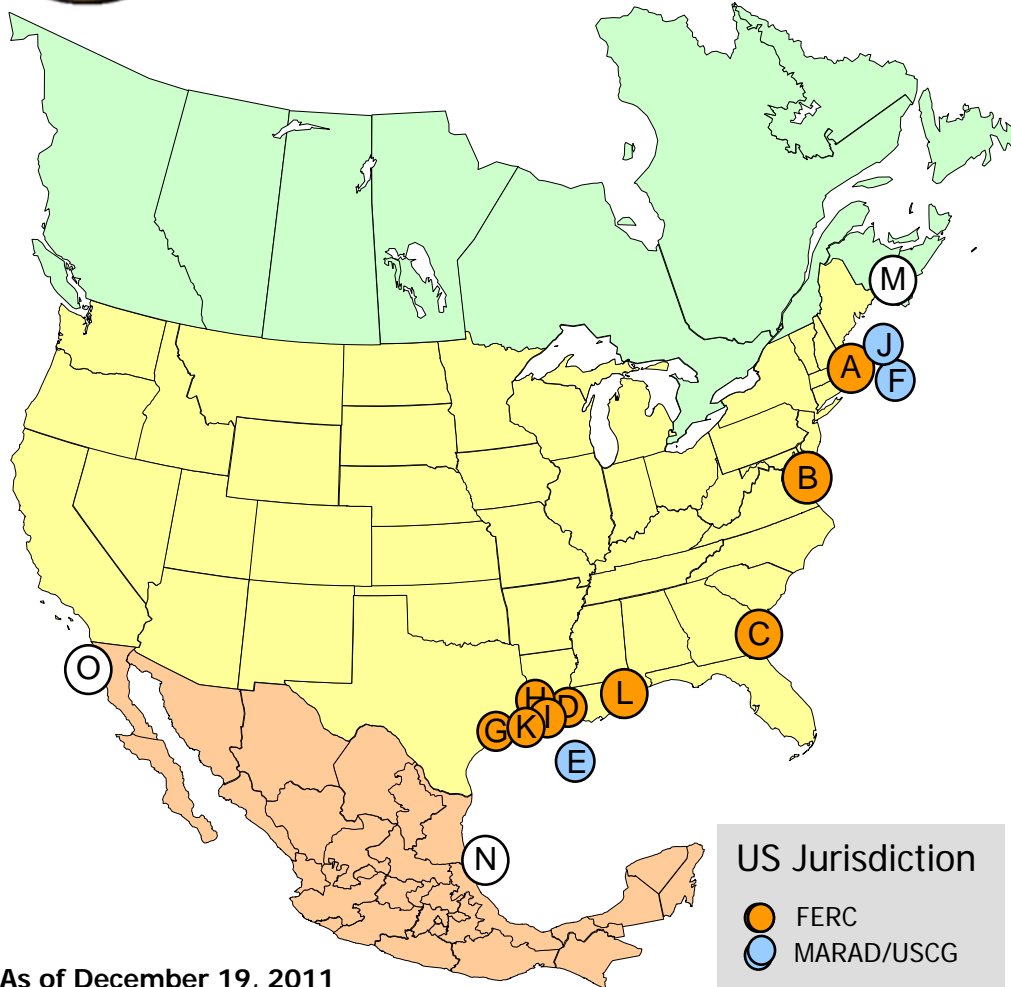 M
J
A
F
B
C
O
H
D
L
I
K
G
E
N
US Jurisdiction
FERC
MARAD/USCG
As of December 19, 2011